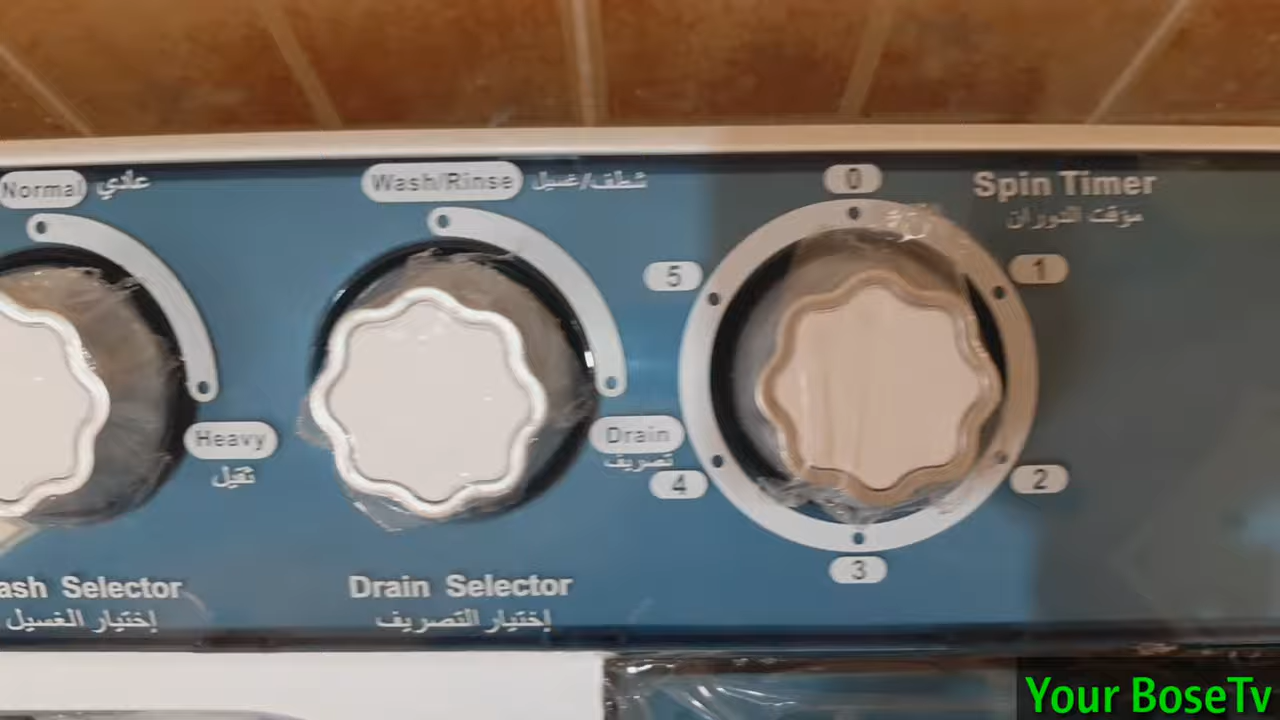 Normal عادي
Wash/Rinse شطف/غسيل
0
Spin Timer
مؤقت الدوران
5
1
Heavy
ثقيل
Drain
تصريف
4
2
3
ash Selector
إختيار الغسيل
Drain Selector
إختيار التصريف
Your BoseTv